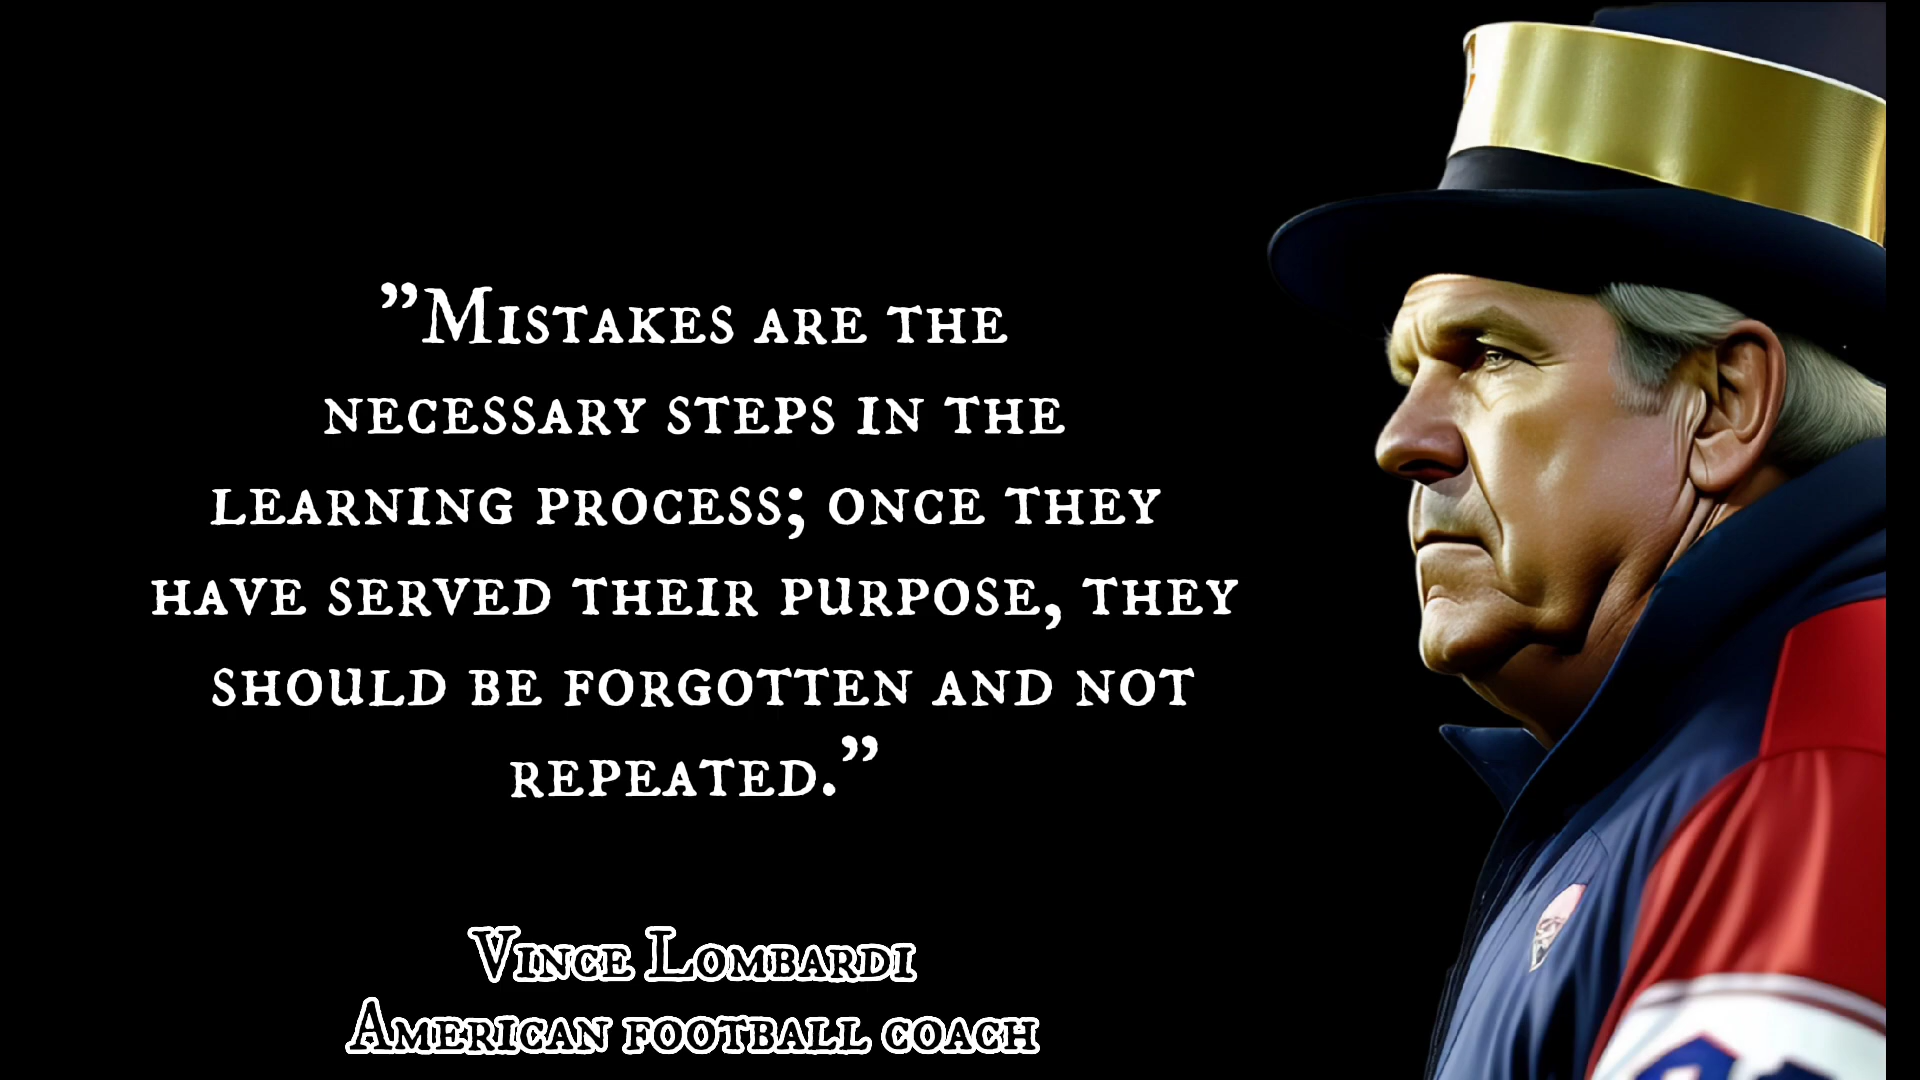 ”Mistakes are the
necessary steps in the
learning process; once they
have served their purpose, they
should be forgotten and not
repeated.”
Vince Lombardi
American football coach